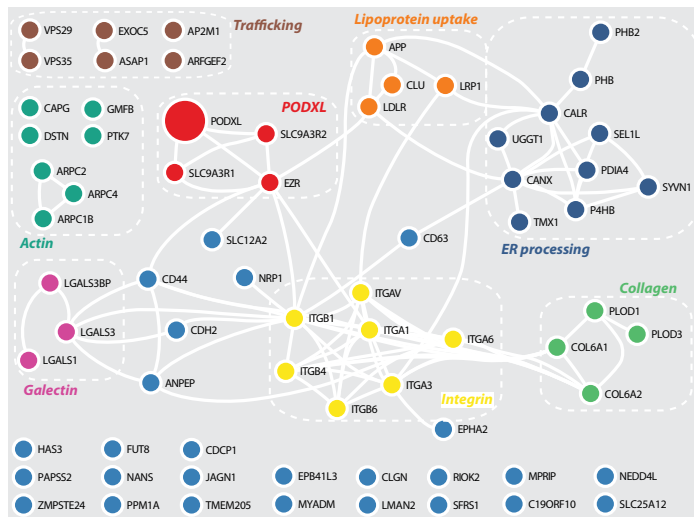 Trafficking
VPS29
EXOC5
AP2M1
VPS35
ASAP1
ARFGEF2
Lipoprotein uptake
APP
CLU
LRP1
LDLR
PHB2
PHB
CALR
UGGT1
SEL1L
PDIA4
CANX
SYVN1
P4HB
TMX1
ER processing
CAPG
GMFB
DSTN
PTK7
ARPC2
ARPC4
ARPC1B
Actin
PODXL
PODXL
SLC9A3R2
SLC9A3R1
EZR
SLC12A2
CD63
CD44
NRP1
LGALS3BP
LGALS3
LGALS1
Galectin
CDH2
ANPEP
ITGAV
ITGB1
ITGA1
ITGA6
ITGB4
ITGA3
ITGB6
Integrin
EPHA2
Collagen
PLOD1
PLOD3
COL6A1
COL6A2
HAS3
FUT8
CDCP1
PAPSS2
NANS
JAGN1
EPB41L3
CLGN
RIOK2
MPRIP
NEDD4L
ZMPSTE24
PPM1A
TMEM205
MYADM
LMAN2
SFRS1
C19ORF10
SLC25A12